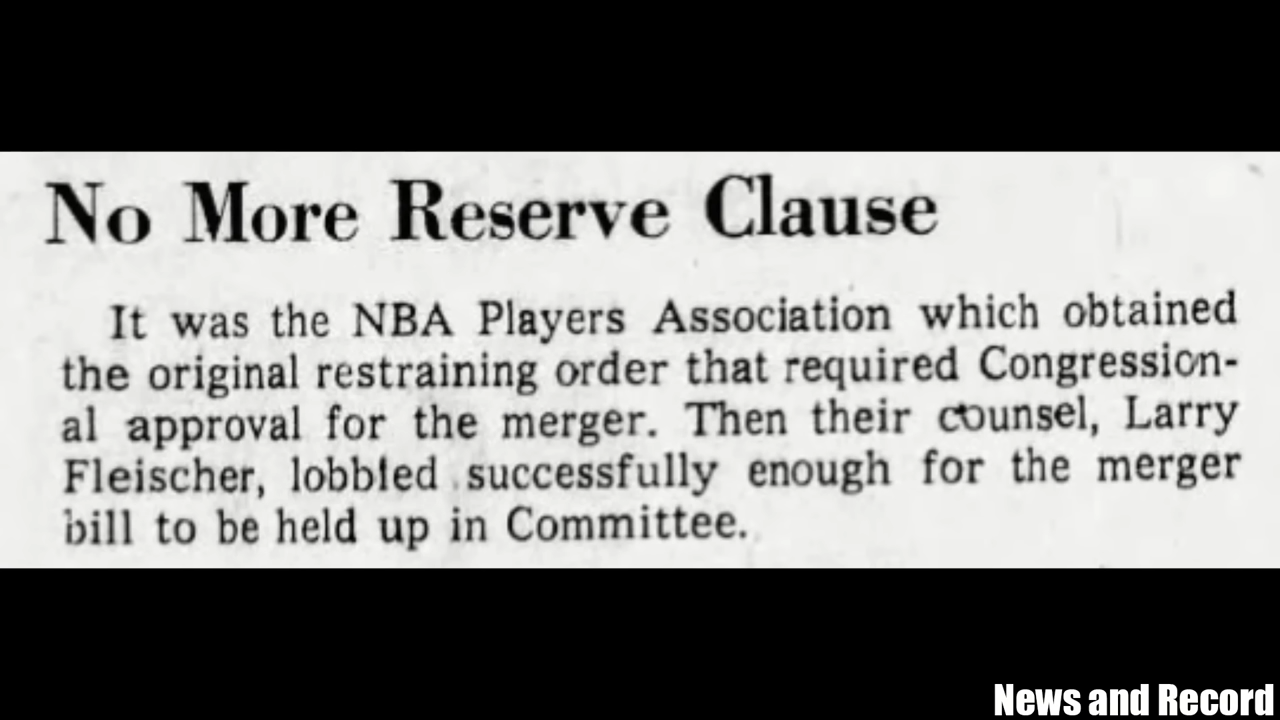 No More Reserve Clause
It was the NBA Players Association which obtained
the original restraining order that required Congression-
al approval for the merger. Then their counsel, Larry
Fleischer, lobbied successfully enough for the merger
bill to be held up in Committee.
News and Record